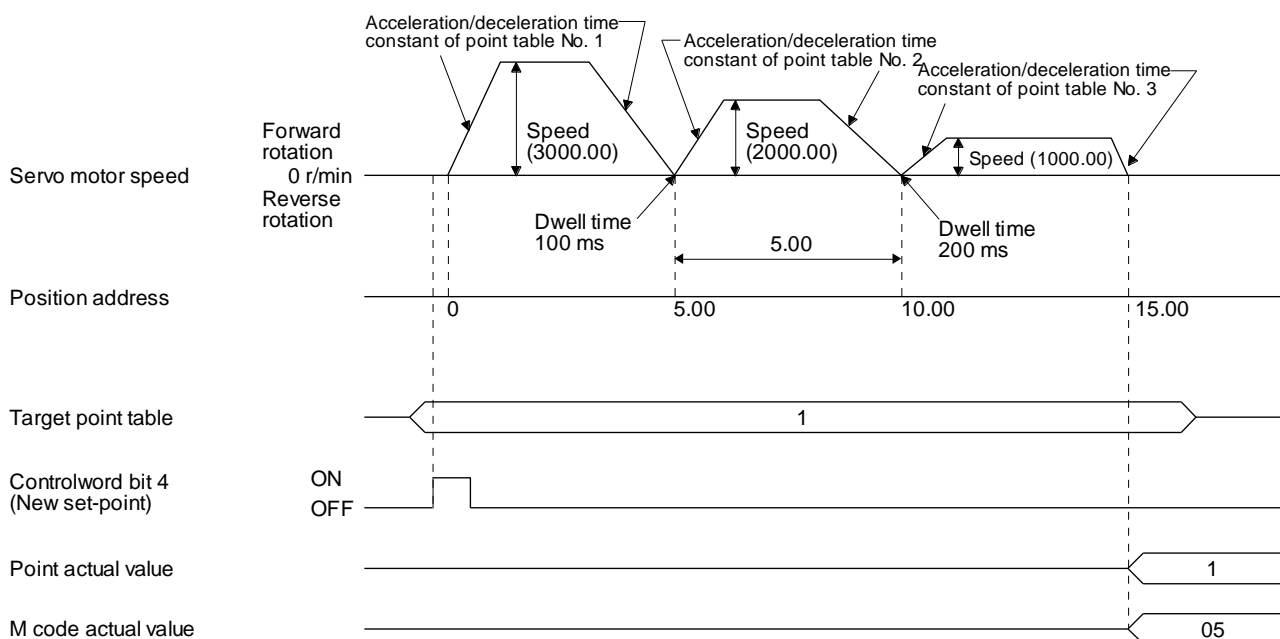 Acceleration/deceleration time
constant of point table No. 1
Acceleration/deceleration time
constant of point table No. 2
Acceleration/deceleration time
constant of point table No. 3
Forward
rotation
Servo motor speed 0 r/min
Reverse
rotation
Speed
(3000.00)
Speed
(2000.00)
Speed (1000.00)
Dwell time
100 ms
5.00
Dwell time
200 ms
Position address
0 5.00 10.00 15.00
Target point table 1
Controlword bit 4
(New set-point)
ON
OFF
Point actual value 1
M code actual value 05